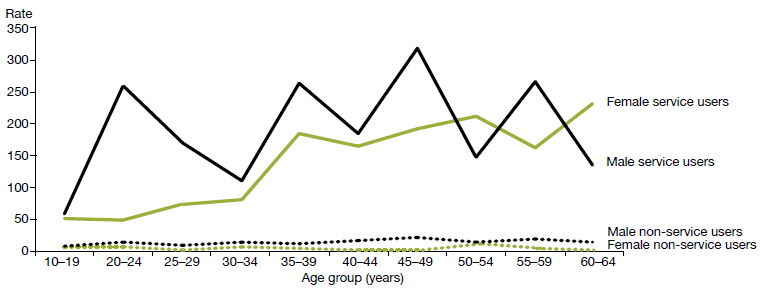 Rate
350
300
250
200
150
100
50
0
Female service users
Male service users
Male non-service users
Female non-service users
10–19 20–24 25–29 30–34 35–39 40–44 45–49 50–54 55–59 60–64
Age group (years)